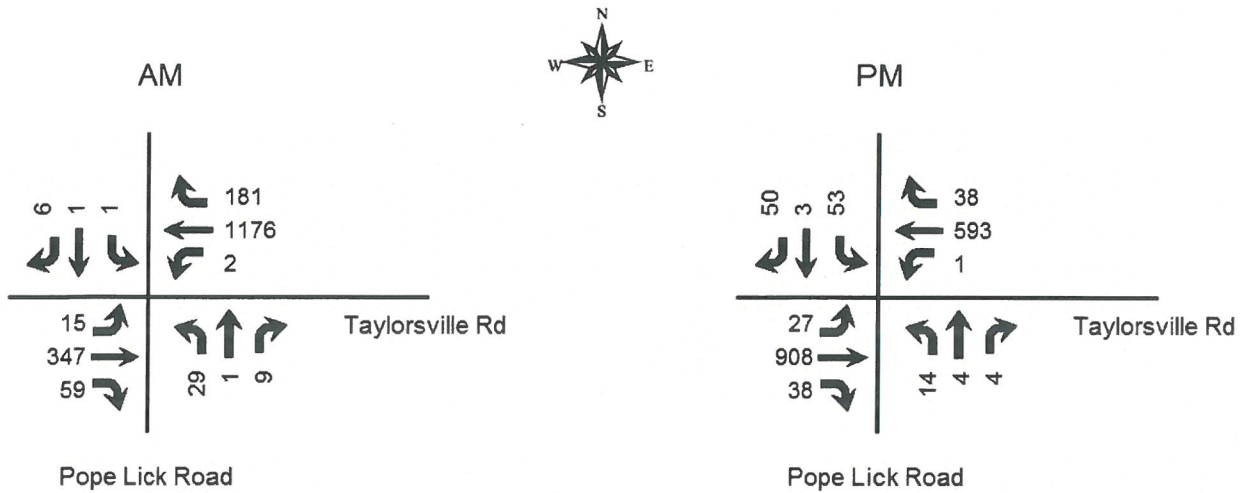 N
W E
S
AM
6 1 1
181
1176
2
15
347
59
29 1 9
Taylorsville Rd
Pope Lick Road
PM
50 3 53
38
593
1
27
908
38
14 4 4
Taylorsville Rd
Pope Lick Road